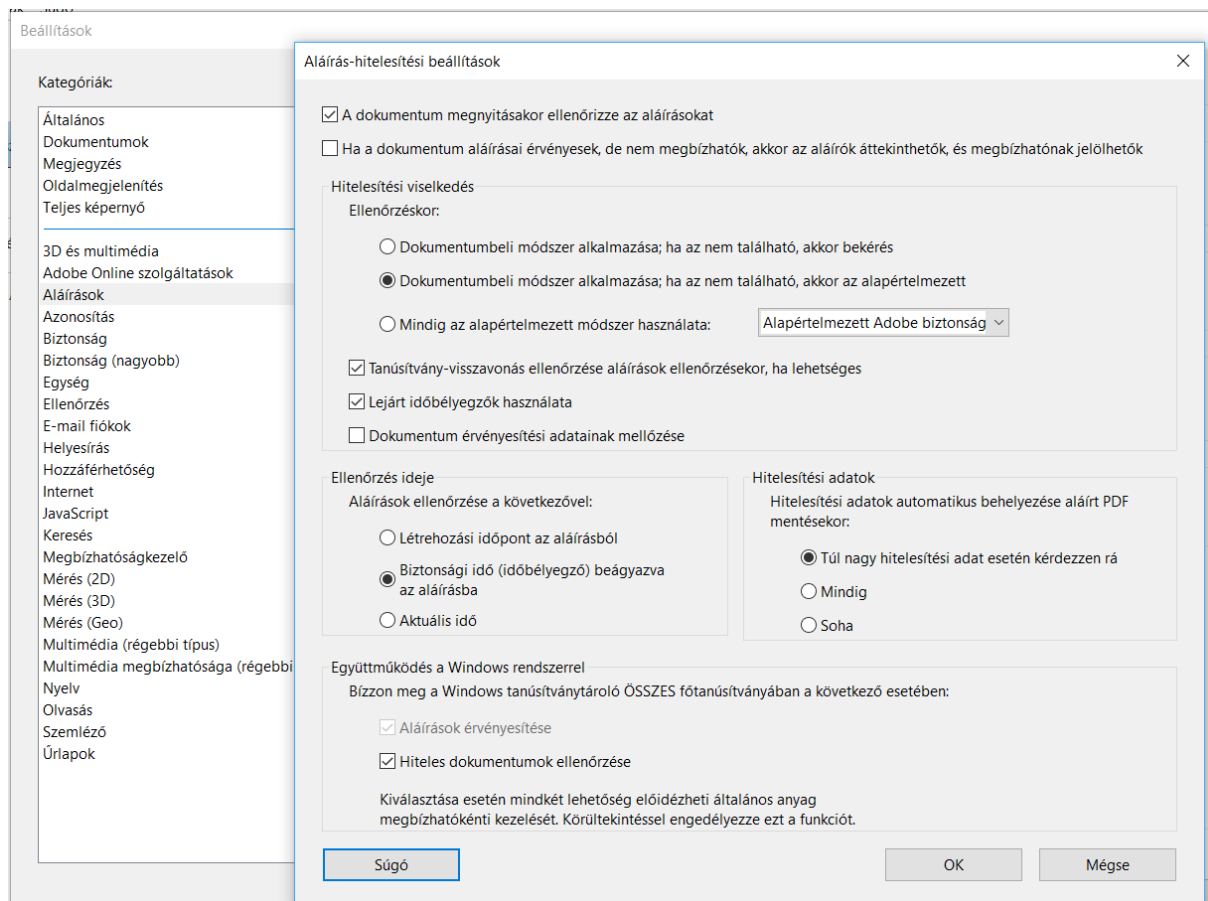 Beállítások
Kategóriák:
Általános
Dokumentumok
Megjegyzés
Oldalmegjelenítés
Teljes képernyő
3D és multimédia
Adobe Online szolgáltatások
Aláírások
Azonosítás
Biztonság
Biztonság (nagyobb)
Egység
Ellenőrzés
E-mail fiókok
Helyesírás
Hozzáférhetőség
Internet
JavaScript
Keresés
Megbízhatóságkezelő
Mérés (2D)
Mérés (3D)
Mérés (Geo)
Multimédia (régebbi típus)
Multimédia megbízhatósága (régebbi
Nyelv
Olvasás
Szemléző
Űrlapok
Aláírás-hitelesítési beállítások
A dokumentum megnyitásakor ellenőrizze az aláírásokat
Ha a dokumentum aláírásai érvényesek, de nem megbízhatók, akkor az aláírók áttekinthetők, és megbízhatónak jelölhetők
Hitelesítési viselkedés
Ellenőrzéskor:
Dokumentumbeli módszer alkalmazása; ha az nem található, akkor bekérés
Dokumentumbeli módszer alkalmazása; ha az nem található, akkor az alapértelmezett
Mindig az alapértelmezett módszer használata:
Alapértelmezett Adobe biztonság
Tanúsítvány-visszavonás ellenőrzése aláírások ellenőrzésekor, ha lehetséges
Lejárt időbélyegzők használata
Dokumentum érvényesítési adatainak mellőzése
Ellenőrzés ideje
Aláírások ellenőrzése a következővel:
Létrehozási időpont az aláírásból
Biztonsági idő (időbélyegző) beágyazva
az aláírásba
Aktuális idő
Hitelesítési adatok
Hitelesítési adatok automatikus behelyezése aláírt PDF
mentésekor:
Túl nagy hitelesítési adat esetén kérdezzen rá
Mindig
Soha
Együttműködés a Windows rendszerrel
Bízzon meg a Windows tanúsítványtároló ÖSSZES főtanúsítványában a következő esetében:
Aláírások érvényesítése
Hiteles dokumentumok ellenőrzése
Kiválasztása esetén mindkét lehetőség előidézheti általános anyag
megbízhatókénti kezelését. Körültekintéssel engedélyezze ezt a funkciót.
Súgó
OK
Mégse